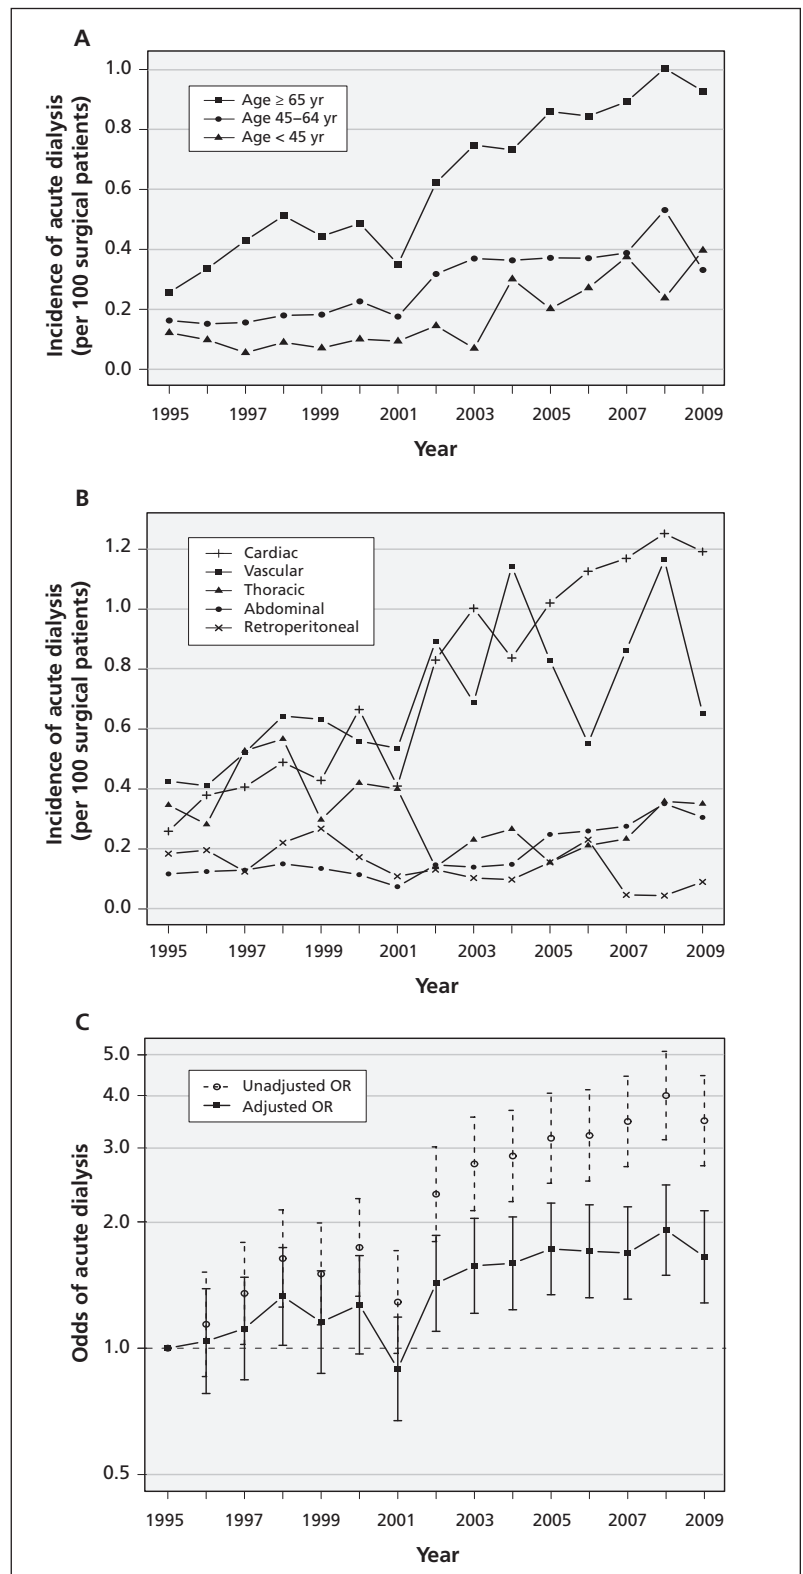 A
Incidence of acute dialysis
(per 100 surgical patients)
1.0
0.8
0.6
0.4
0.2
0.0
Age ≥ 65 yr
Age 45–64 yr
Age < 45 yr
1995 1997 1999 2001 2003 2005 2007 2009
Year
B
Incidence of acute dialysis
(per 100 surgical patients)
1.2
1.0
0.8
0.6
0.4
0.2
0.0
Cardiac
Vascular
Thoracic
Abdominal
Retroperitoneal
1995 1997 1999 2001 2003 2005 2007 2009
Year
C
Odds of acute dialysis
5.0
4.0
3.0
2.0
1.0
0.5
Unadjusted OR
Adjusted OR
1995 1997 1999 2001 2003 2005 2007 2009
Year